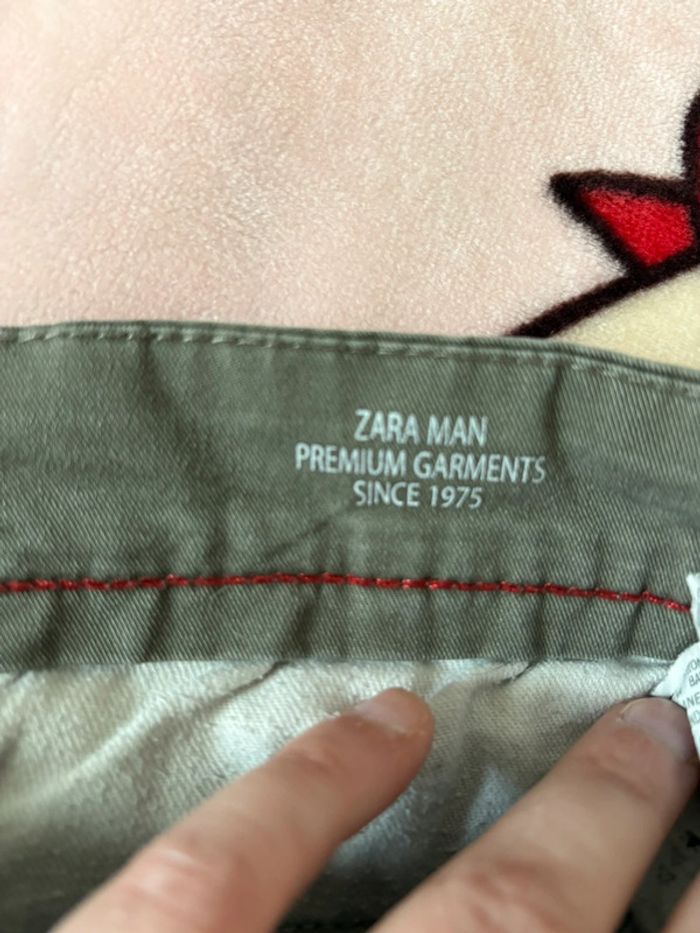 ZARA MAN
PREMIUM GARMENTS
SINCE 1975